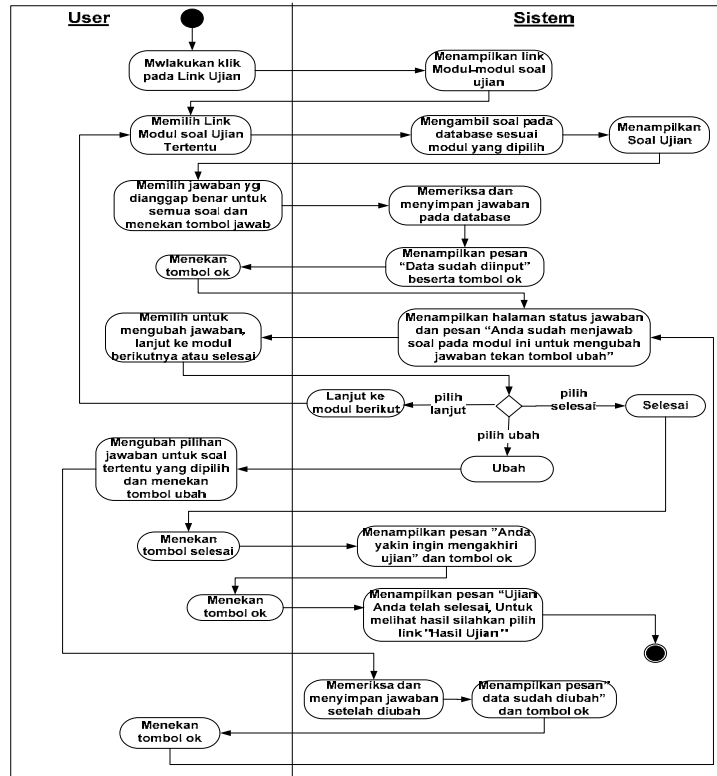 User
Sistem
Mwlakukan klik
pada Link Ujian
Menampilkan link
Modul-modul soal
ujian
Memilih Link
Modul soal Ujian
Tertentu
Mengambil soal pada
database sesuai
modul yang dipilih
Menampilkan
Soal Ujian
Memilih jawaban yg
dianggap benar untuk
semua soal dan
menekan tombol jawab
Memeriksa dan
menyimpan jawaban
pada database
Menampilkan pesan
“Data sudah diinput”
beserta tombol ok
Menekan
tombol ok
Memilih untuk
mengubah jawaban,
lanjut ke modul
berikutnya atau selesai
Menampilkan halaman status jawaban
dan pesan “Anda sudah menjawab
soal pada modul ini untuk mengubah
jawaban tekan tombol ubah”
Lanjut ke
modul berikut
pilih
lanjut
pilih
selesai
Selesai
pilih ubah
Ubah
Mengubah pilihan
jawaban untuk soal
tertentu yang dipilih
dan menekan
tombol ubah
Menekan
tombol selesai
Menampilkan pesan ”Anda
yakin ingin mengakhiri
ujian” dan tombol ok
Menekan
tombol ok
Menampilkan pesan “Ujian
Anda telah selesai, Untuk
melihat hasil silahkan pilih
link "Hasil Ujian"”
Memeriksa dan
menyimpan jawaban
setelah diubah
Menampilkan pesan”
data sudah diubah”
dan tombol ok
Menekan
tombol ok